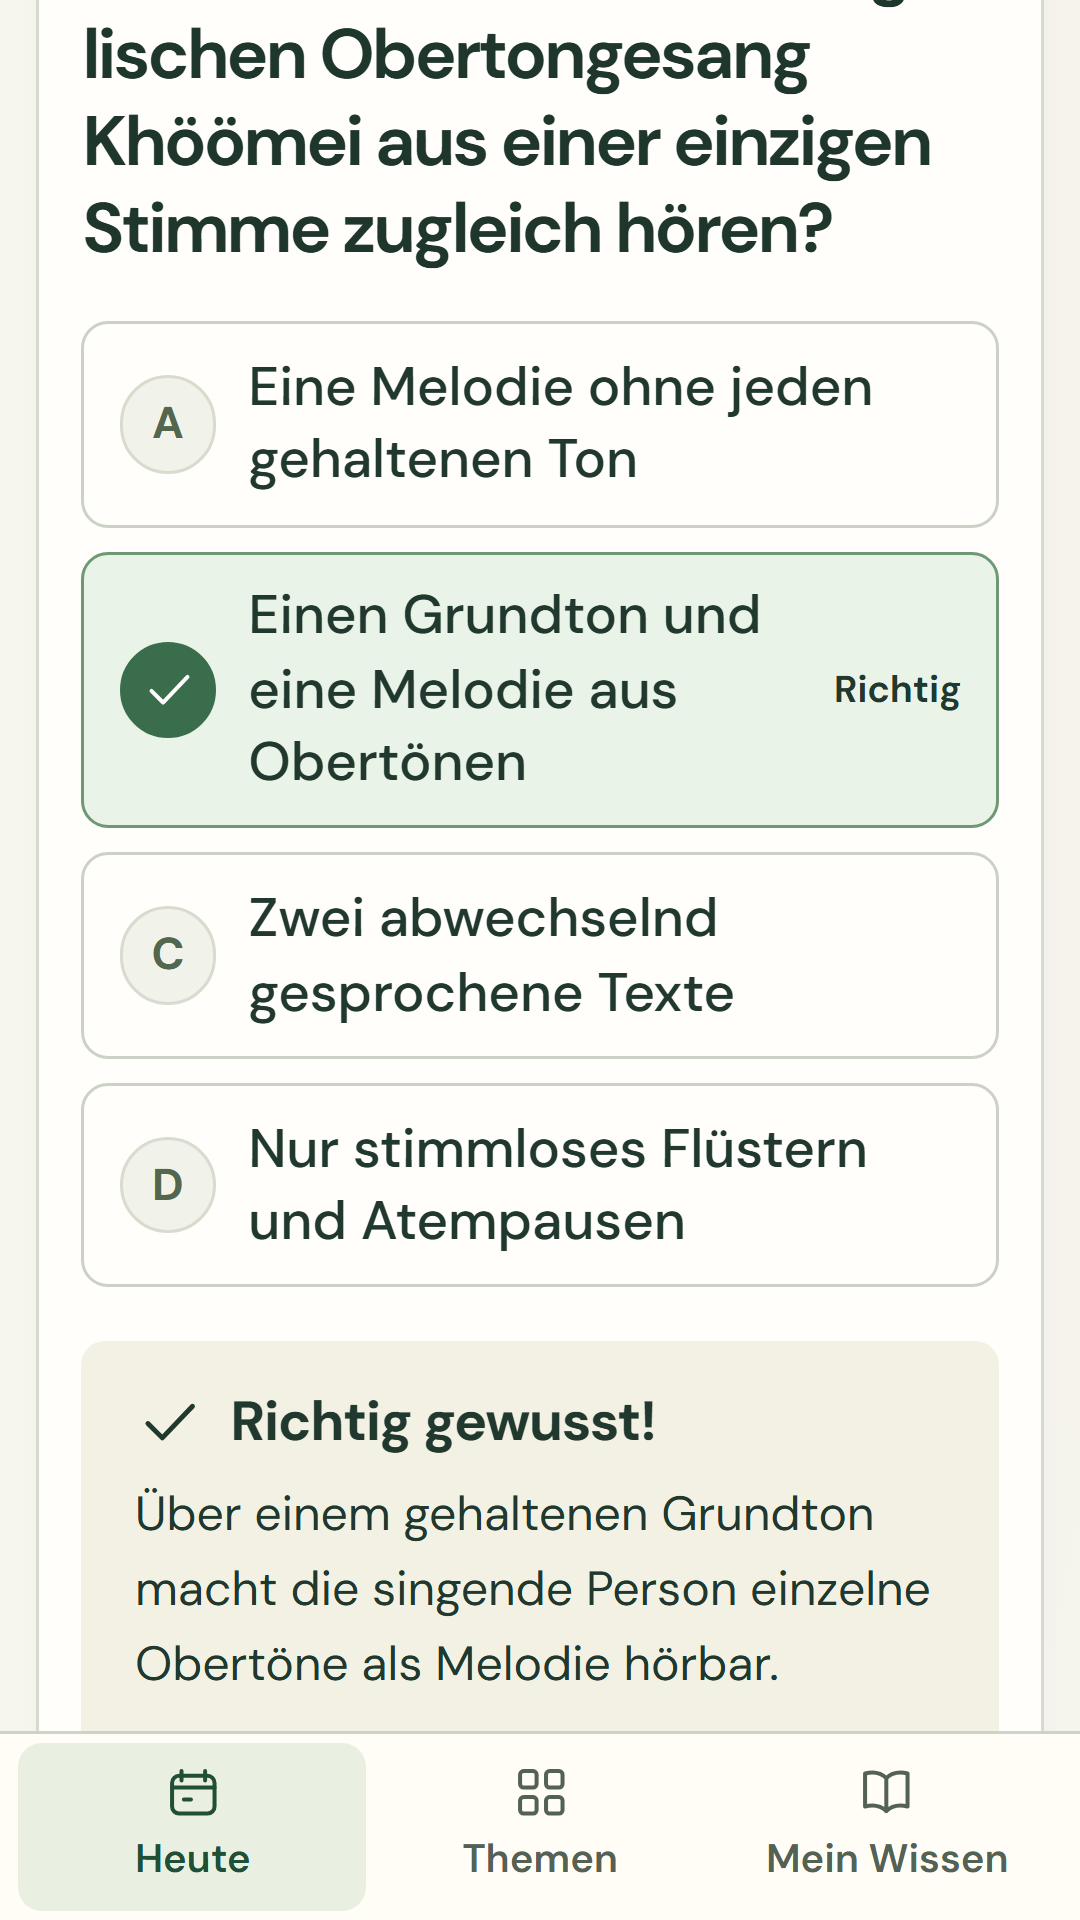 lischen Obertongesang
Khöömei aus einer einzigen
Stimme zugleich hören?
A
Eine Melodie ohne jeden
gehaltenen Ton
Einen Grundton und
eine Melodie aus
Obertönen
Richtig
C
Zwei abwechselnd
gesprochene Texte
D
Nur stimmloses Flüstern
und Atempausen
Richtig gewusst!
Über einem gehaltenen Grundton
macht die singende Person einzelne
Obertöne als Melodie hörbar.
Heute
Themen
Mein Wissen